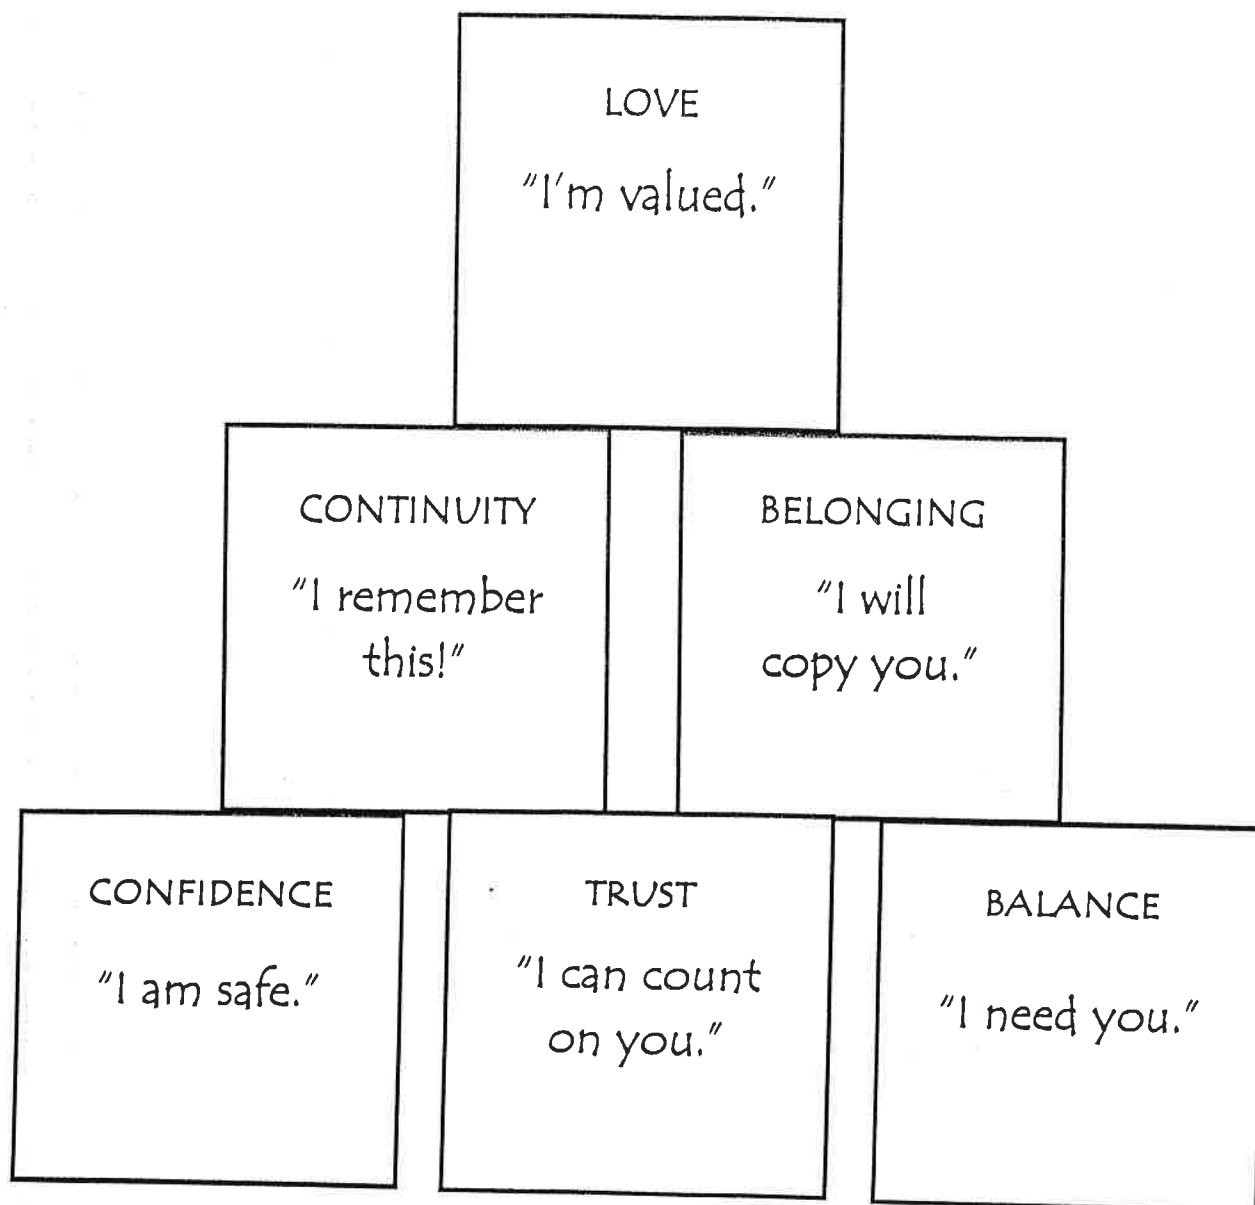 LOVE
"I'm valued."
CONTINUITY
"I remember
this!"
BELONGING
"I will
copy you."
CONFIDENCE
"I am safe."
TRUST
"I can count
on you."
BALANCE
"I need you."